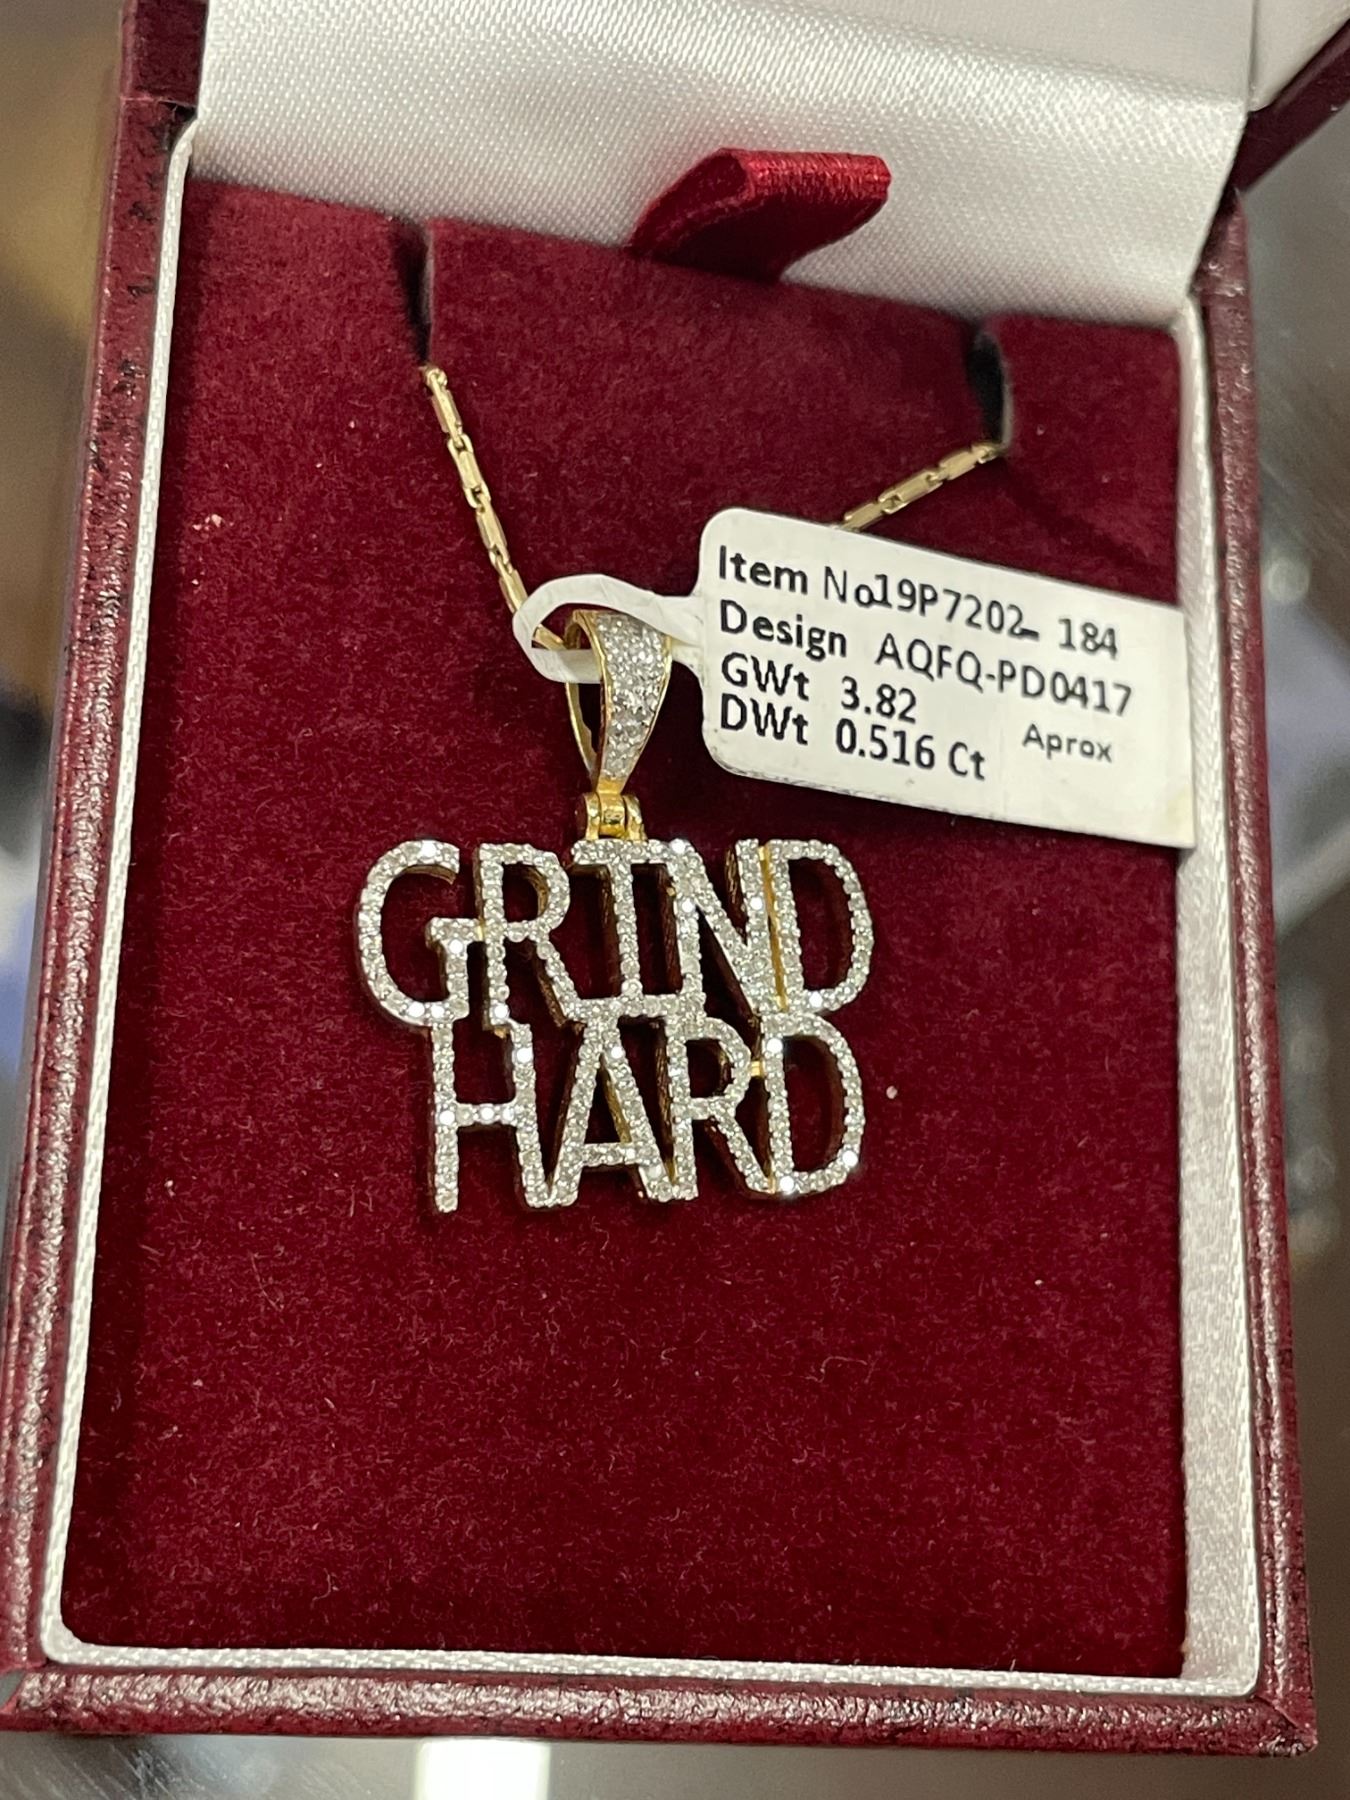 Item No19P7202- 184
Design AQFQ-PD0417
GWt 3.82
DWt 0.516 Ct Aprox
GRIND
HARD